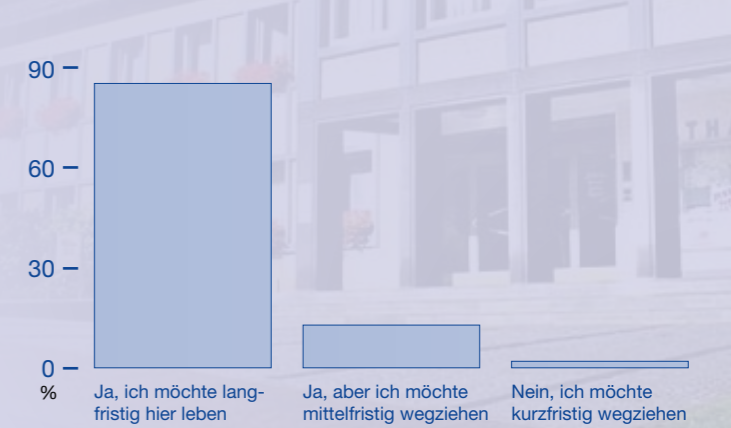 90
60
30
0
%
Ja, ich möchte lang-
fristig hier leben
Ja, aber ich möchte
mittelfristig wegziehen
Nein, ich möchte
kurzfristig wegziehen